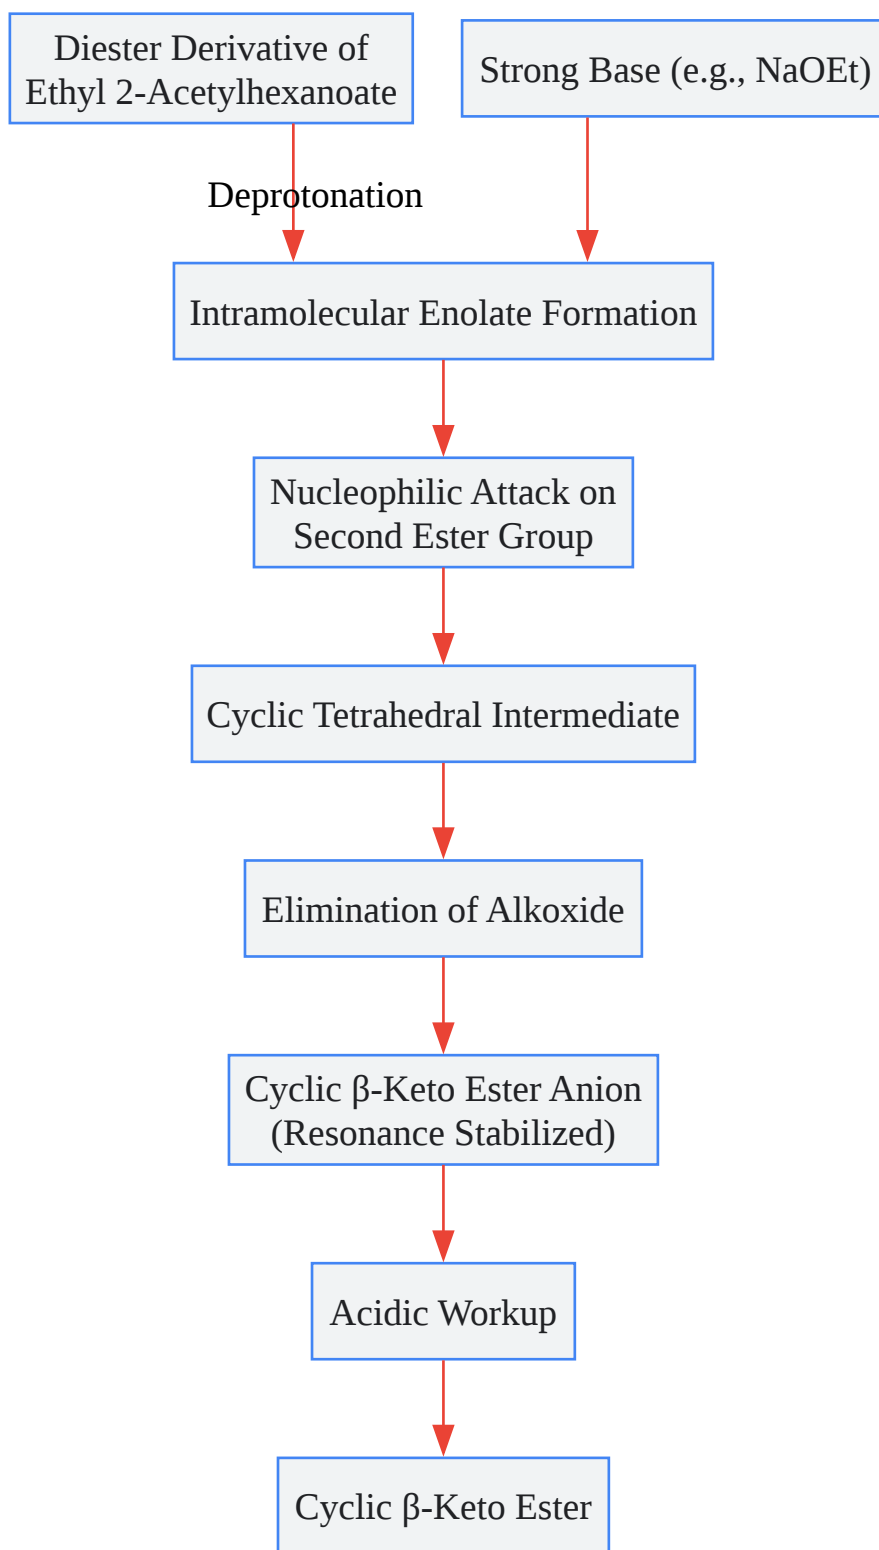 Diester Derivative of
Ethyl 2-Acetylhexanoate
Strong Base (e.g., NaOEt)
Deprotonation
Intramolecular Enolate Formation
Nucleophilic Attack on
Second Ester Group
Cyclic Tetrahedral Intermediate
Elimination of Alkoxide
Cyclic β-Keto Ester Anion
(Resonance Stabilized)
Acidic Workup
Cyclic β-Keto Ester